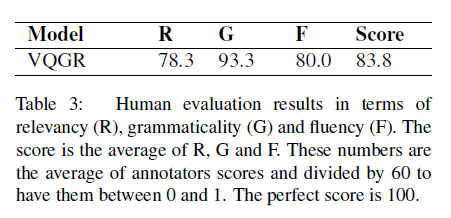 Model R G F Score
VQGR 78.3 93.3 80.0 83.8
Table 3: Human evaluation results in terms of
relevancy (R), grammaticality (G) and fluency (F). The
score is the average of R, G and F. These numbers are
the average of annotators scores and divided by 60 to
have them between 0 and 1. The perfect score is 100.